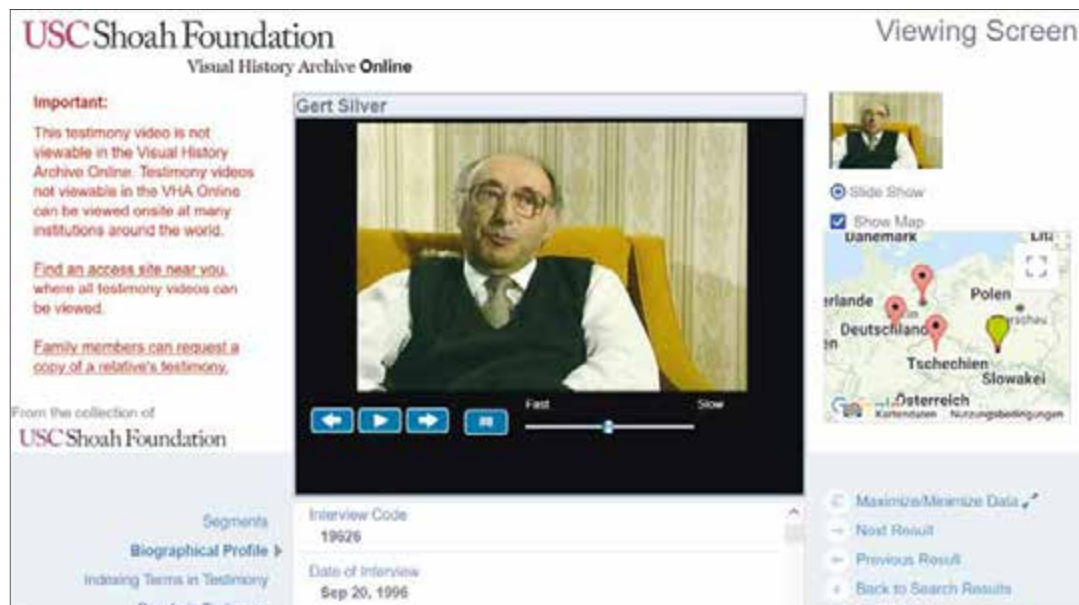 USC Shoah Foundation
Visual History Archive Online
Viewing Screen
Important:
This testimony video is not
viewable in the Visual History
Archive Online. Testimony videos
not viewable in the VHA Online
can be viewed onsite at many
institutions around the world.
Find an access site near you,
where all testimony videos can
be viewed.
Family members can request a
copy of a relative's testimony.
From the collection of
USC Shoah Foundation
Gert Silver
Fast
Slow
Slide Show
Show Map
Dänemark
erlande
Polen
Deutschland
en
Tschechien
Slowakei
Österreich
Kartendaten
Nutzungsbedingungen
Segments
Biographical Profile
Indexing Terms in Testimony
Interview Code
19626
Date of Interview
Sep 20, 1996
Maximize/Minimize Data
Next Result
Previous Result
Back to Search Results